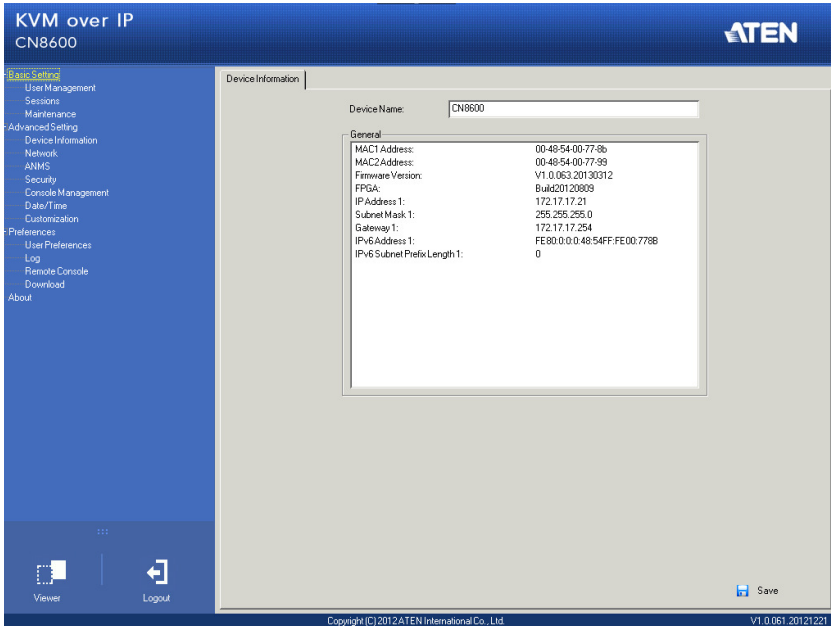 KVM over IP
CN8600
ATEN
Basic Setting
User Management
Sessions
Maintenance
Advanced Setting
Device Information
Network
ANMS
Security
Console Management
Date/Time
Customization
Preferences
User Preferences
Log
Remote Console
Download
About
Viewer
Logout
Device Information
Device Name: CN8600
General
MAC1 Address: 00-48-54-00-77-8b
MAC2 Address: 00-48-54-00-77-99
Firmware Version: V1.0.063.20130312
FPGA: Build20120809
IP Address 1: 172.17.17.21
Subnet Mask 1: 255.255.255.0
Gateway 1: 172.17.17.254
IPv6 Address 1: FE80:0:0:0:48:54FF:FE00:778B
IPv6 Subnet Prefix Length 1: 0
Save
Copyright (C) 2012 ATEN International Co., Ltd.
V1.0.061.20121221